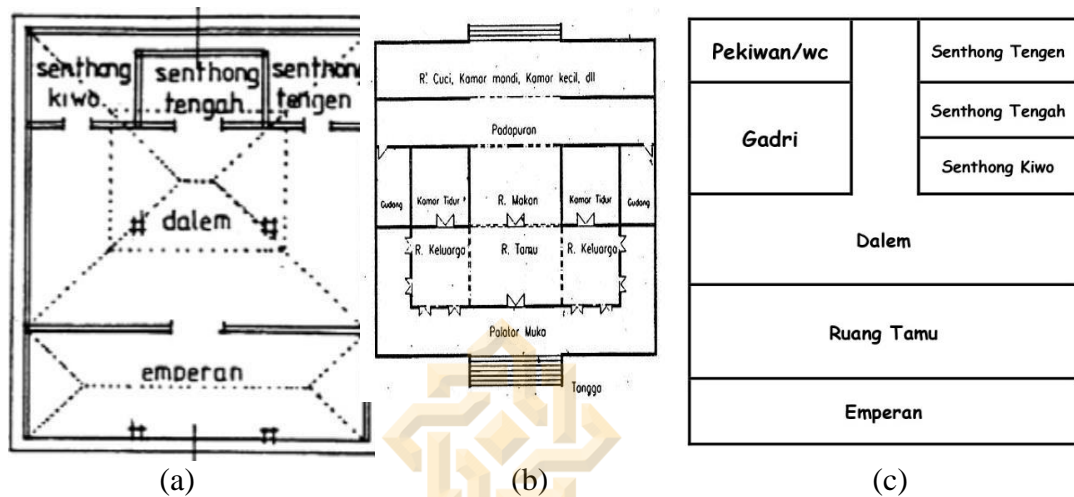 senthong
kiwo
senthong
tengah
senthong
tengen
dalem
emperan
(a)
R. Cuci, Kamar mandi, Kamar kecil, dll
Padapuran
Gudang
Kamar Tidur
R. Makan
Kamar Tidur
Gudang
R. Keluarga
R. Tamu
R. Keluarga
Palatar Muka
Tangga
(b)
Pekiwan/wc
Senthong Tengen
Gadri
Senthong Tengah
Senthong Kiwo
Dalem
Ruang Tamu
Emperan
(c)